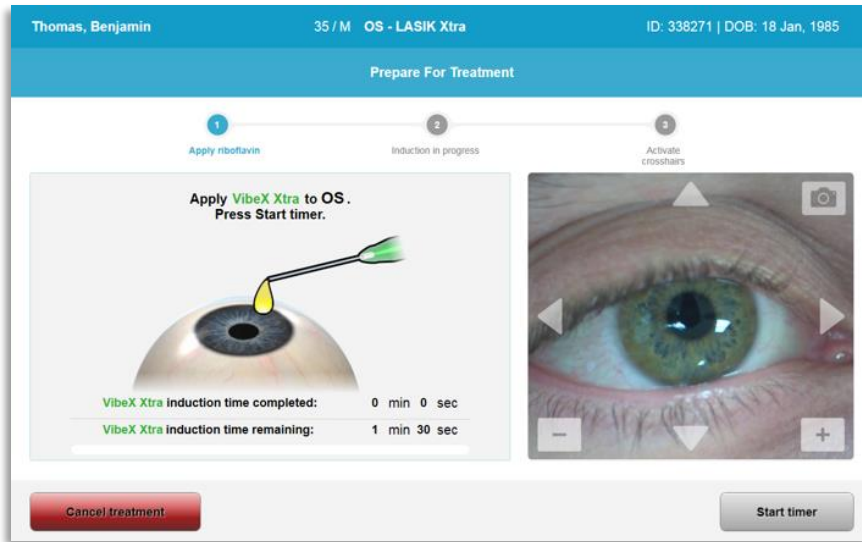 Thomas, Benjamin 35 / M OS - LASIK Xtra ID: 338271 | DOB: 18 Jan, 1985
Prepare For Treatment
1 2 3
Apply riboflavin Induction in progress Activate
crosshairs
Apply VibeX Xtra to OS.
Press Start timer.
VibeX Xtra induction time completed: 0 min 0 sec
VibeX Xtra induction time remaining: 1 min 30 sec
Cancel treatment Start timer